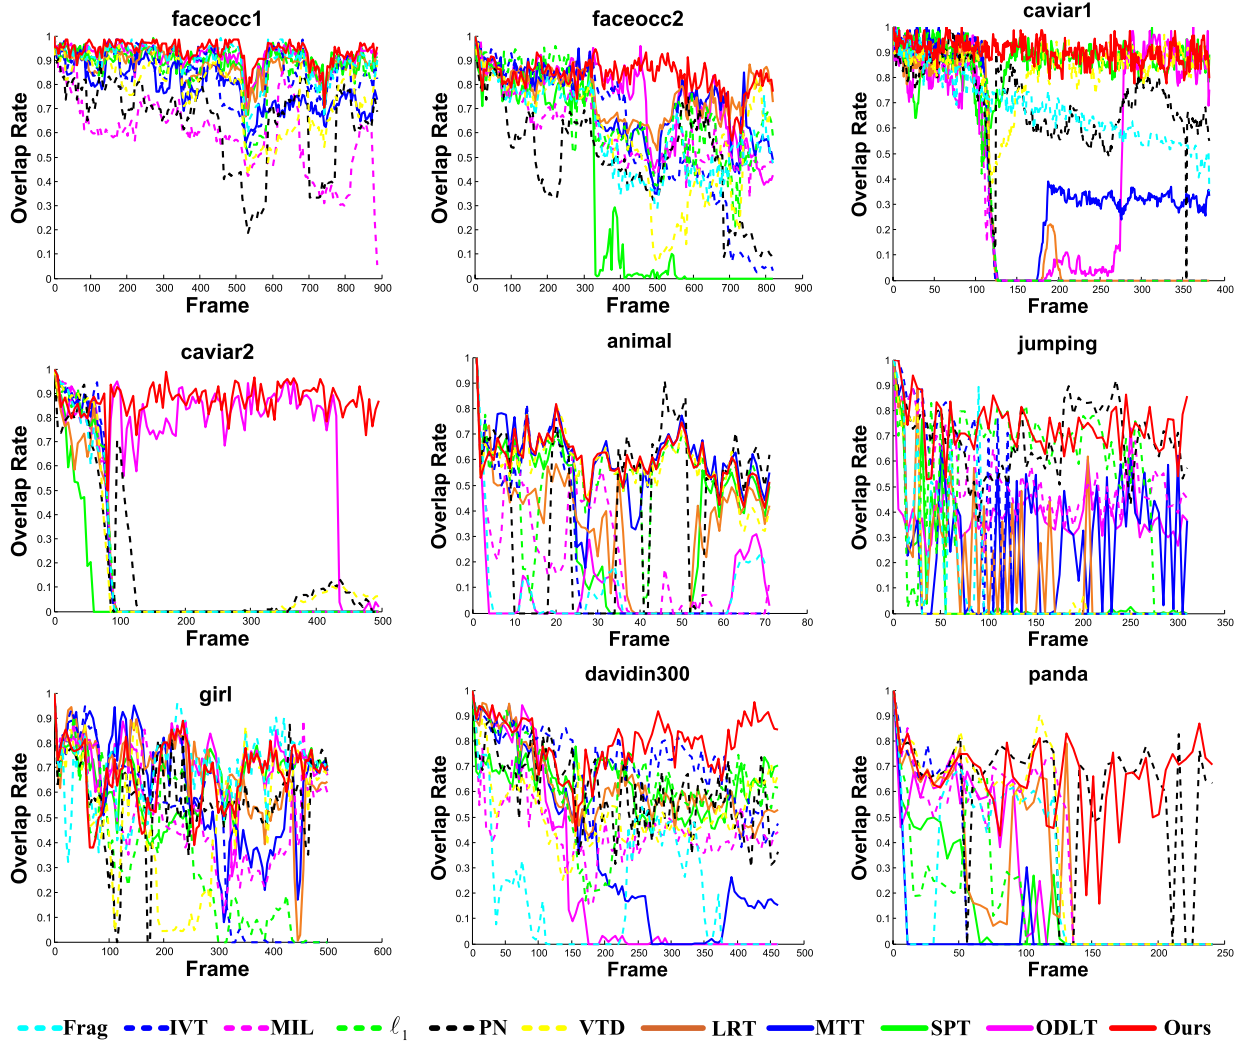 faceocc1
faceocc2
caviar1
Overlap Rate
1
0.9
0.8
0.7
0.6
0.5
0.4
0.3
0.2
0.1
0
0 100 200 300 400 500 600 700 800 900
Frame
Overlap Rate
1
0.9
0.8
0.7
0.6
0.5
0.4
0.3
0.2
0.1
0
0 100 200 300 400 500 600 700 800 900
Frame
Overlap Rate
1
0.9
0.8
0.7
0.6
0.5
0.4
0.3
0.2
0.1
0
0 50 100 150 200 250 300 350 400
Frame
caviar2
animal
jumping
Overlap Rate
1
0.9
0.8
0.7
0.6
0.5
0.4
0.3
0.2
0.1
0
0 100 200 300 400 500
Frame
Overlap Rate
1
0.9
0.8
0.7
0.6
0.5
0.4
0.3
0.2
0.1
0
0 10 20 30 40 50 60 70 80
Frame
Overlap Rate
1
0.9
0.8
0.7
0.6
0.5
0.4
0.3
0.2
0.1
0
0 50 100 150 200 250 300 350
Frame
girl
davidin300
panda
Overlap Rate
1
0.9
0.8
0.7
0.6
0.5
0.4
0.3
0.2
0.1
0
0 100 200 300 400 500 600
Frame
Overlap Rate
1
0.9
0.8
0.7
0.6
0.5
0.4
0.3
0.2
0.1
0
0 50 100 150 200 250 300 350 400 450 500
Frame
Overlap Rate
1
0.9
0.8
0.7
0.6
0.5
0.4
0.3
0.2
0.1
0
0 50 100 150 200 250
Frame
Frag IVT MIL ℓ₁ PN VTD LRT MTT SPT ODLT Ours